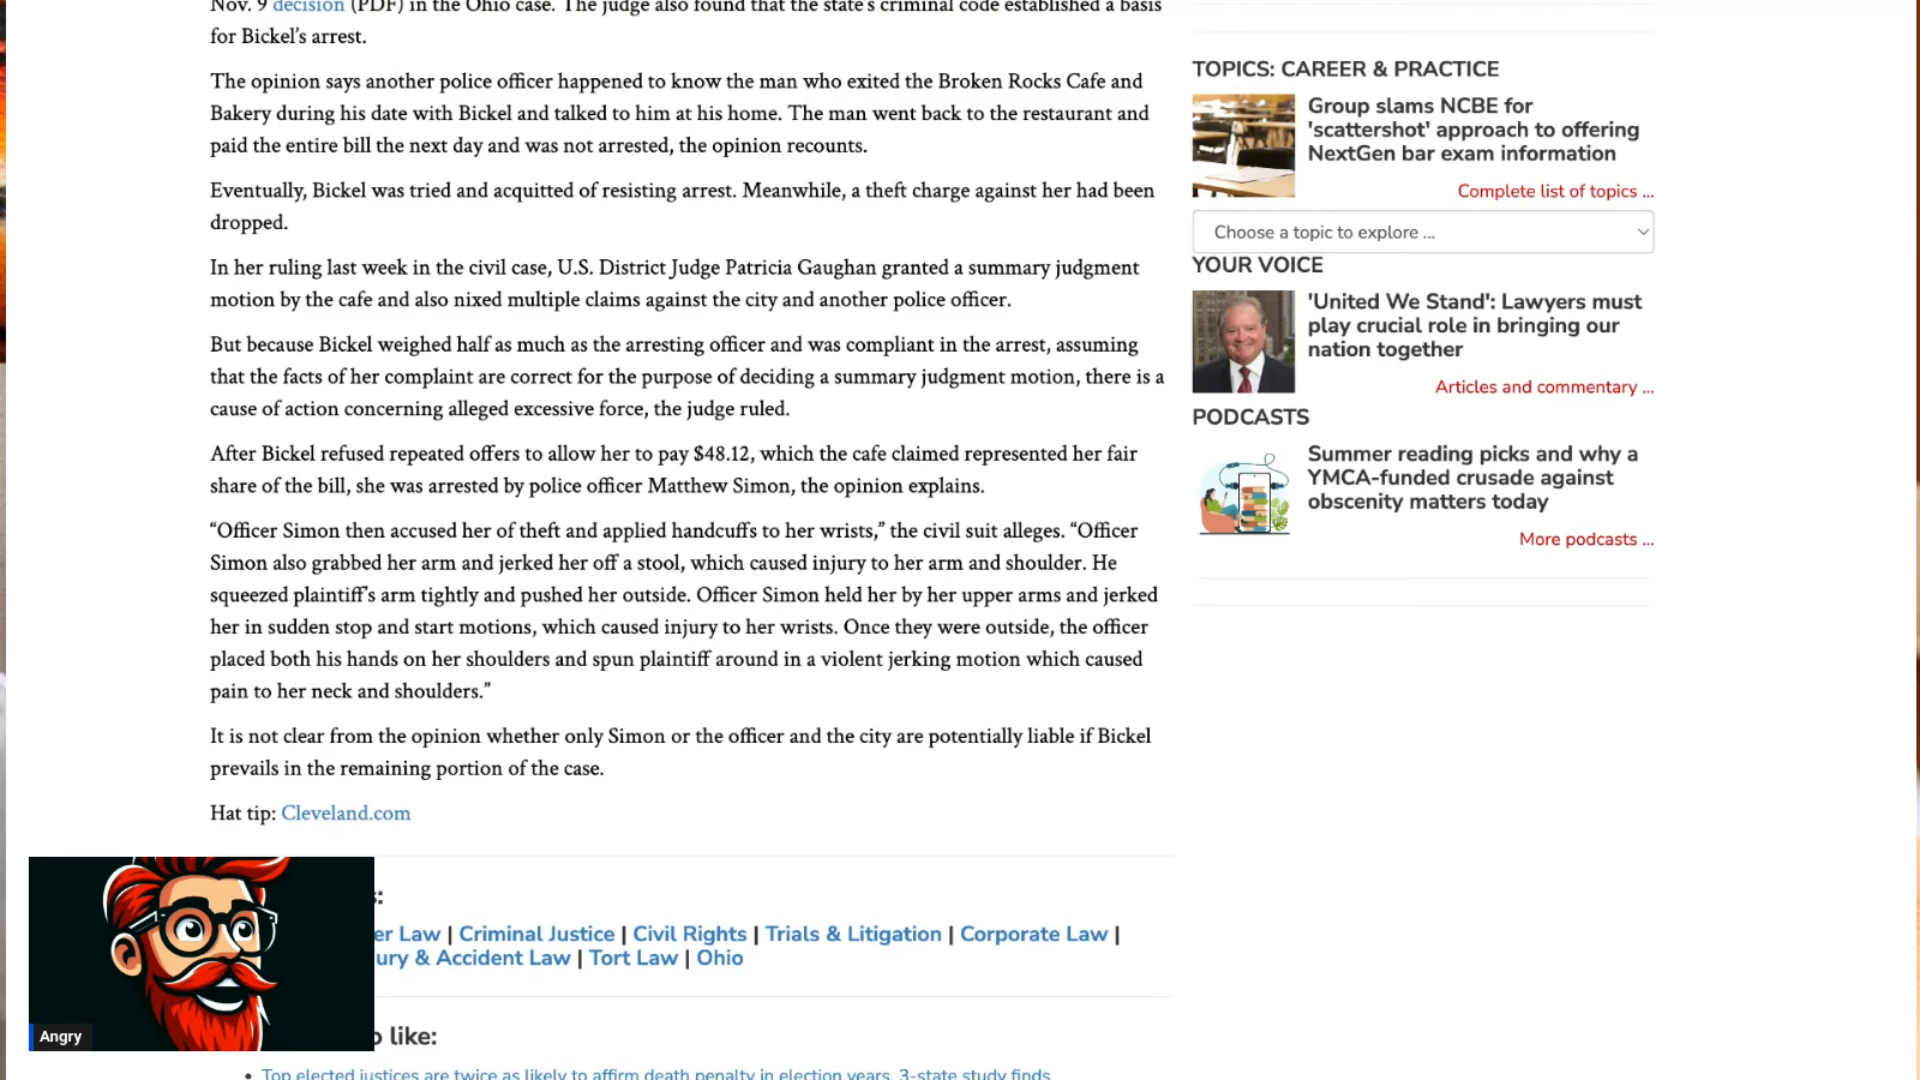 Nov. 9 decision (PDF) in the Ohio case. The judge also found that the state's criminal code established a basis
for Bickel's arrest.
The opinion says another police officer happened to know the man who exited the Broken Rocks Cafe and
Bakery during his date with Bickel and talked to him at his home. The man went back to the restaurant and
paid the entire bill the next day and was not arrested, the opinion recounts.
Eventually, Bickel was tried and acquitted of resisting arrest. Meanwhile, a theft charge against her had been
dropped.
In her ruling last week in the civil case, U.S. District Judge Patricia Gaughan granted a summary judgment
motion by the cafe and also nixed multiple claims against the city and another police officer.
But because Bickel weighed half as much as the arresting officer and was compliant in the arrest, assuming
that the facts of her complaint are correct for the purpose of deciding a summary judgment motion, there is a
cause of action concerning alleged excessive force, the judge ruled.
After Bickel refused repeated offers to allow her to pay $48.12, which the cafe claimed represented her fair
share of the bill, she was arrested by police officer Matthew Simon, the opinion explains.
“Officer Simon then accused her of theft and applied handcuffs to her wrists,” the civil suit alleges. “Officer
Simon also grabbed her arm and jerked her off a stool, which caused injury to her arm and shoulder. He
squeezed plaintiff's arm tightly and pushed her outside. Officer Simon held her by her upper arms and jerked
her in sudden stop and start motions, which caused injury to her wrists. Once they were outside, the officer
placed both his hands on her shoulders and spun plaintiff around in a violent jerking motion which caused
pain to her neck and shoulders.”
It is not clear from the opinion whether only Simon or the officer and the city are potentially liable if Bickel
prevails in the remaining portion of the case.
Hat tip: Cleveland.com
s:
er Law | Criminal Justice | Civil Rights | Trials & Litigation | Corporate Law |
ury & Accident Law | Tort Law | Ohio
o like:
• Top elected justices are twice as likely to affirm death penalty in election years, 3-state study finds
Angry
TOPICS: CAREER & PRACTICE
Group slams NCBE for
'scattershot' approach to offering
NextGen bar exam information
Complete list of topics ...
Choose a topic to explore ...
YOUR VOICE
'United We Stand': Lawyers must
play crucial role in bringing our
nation together
Articles and commentary ...
PODCASTS
Summer reading picks and why a
YMCA-funded crusade against
obscenity matters today
More podcasts ...